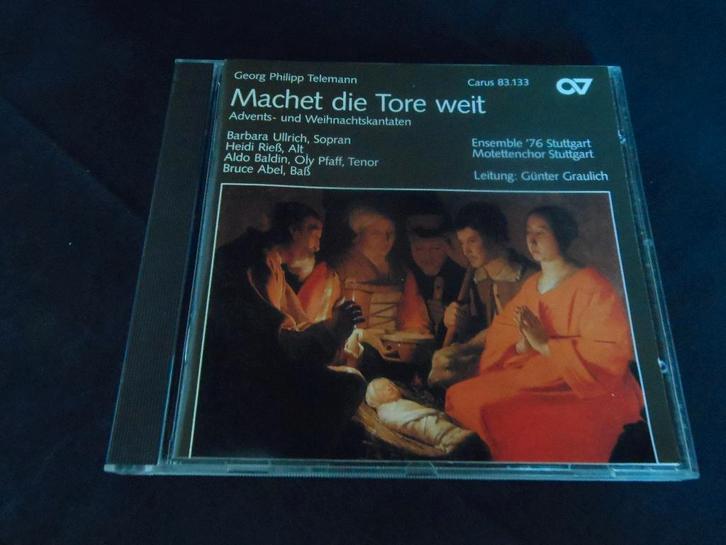 Georg Philipp Telemann
Carus 83.133
Machet die Tore weit
Advents- und Weihnachtskantaten
Barbara Ullrich, Sopran
Heidi Rieß, Alt
Aldo Baldin, Oly Pfaff, Tenor
Bruce Abel, Baß
Ensemble '76 Stuttgart
Motettenchor Stuttgart
Leitung: Günter Graulich